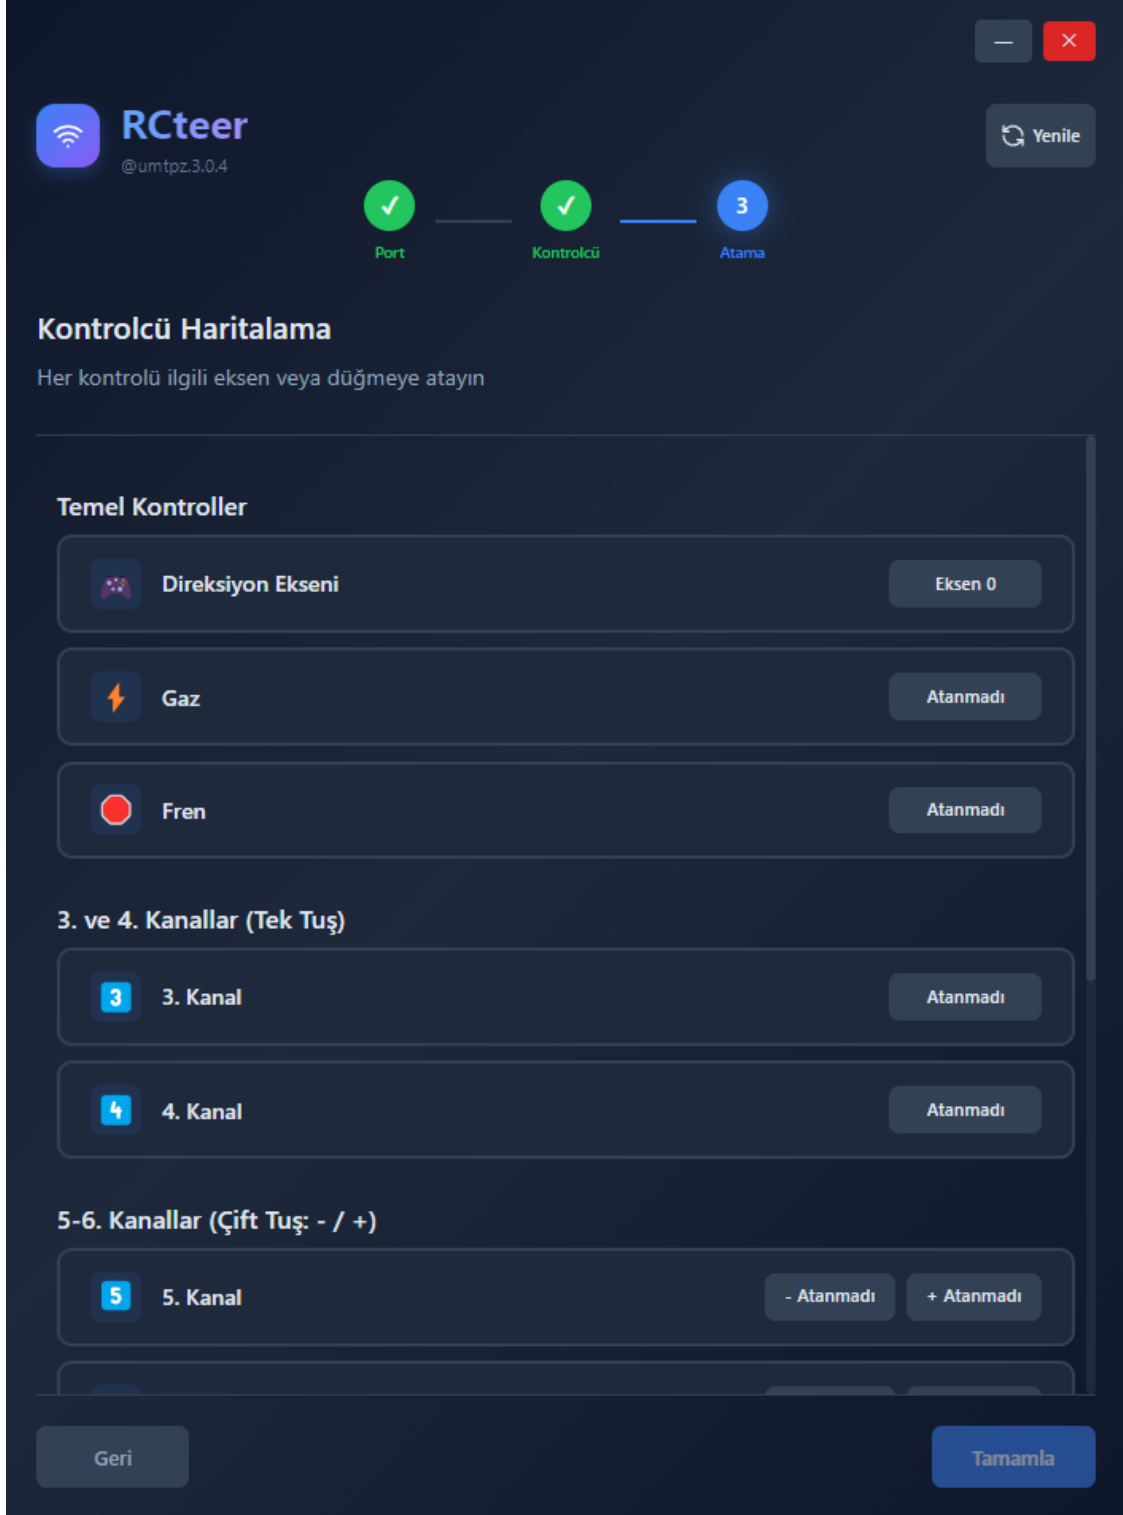 RCteer
@umtpz.3.0.4
Yenile
3
Port
Kontrolcü
Atama
Kontrolcü Haritalama
Her kontrolü ilgili eksen veya düğmeye atayın
Temel Kontroller
Direksiyon Ekseni
Eksen 0
Gaz
Atanmadı
Fren
Atanmadı
3. ve 4. Kanallar (Tek Tuş)
3
3. Kanal
Atanmadı
4
4. Kanal
Atanmadı
5-6. Kanallar (Çift Tuş: - / +)
5
5. Kanal
- Atanmadı
+ Atanmadı
Geri
Tamamla